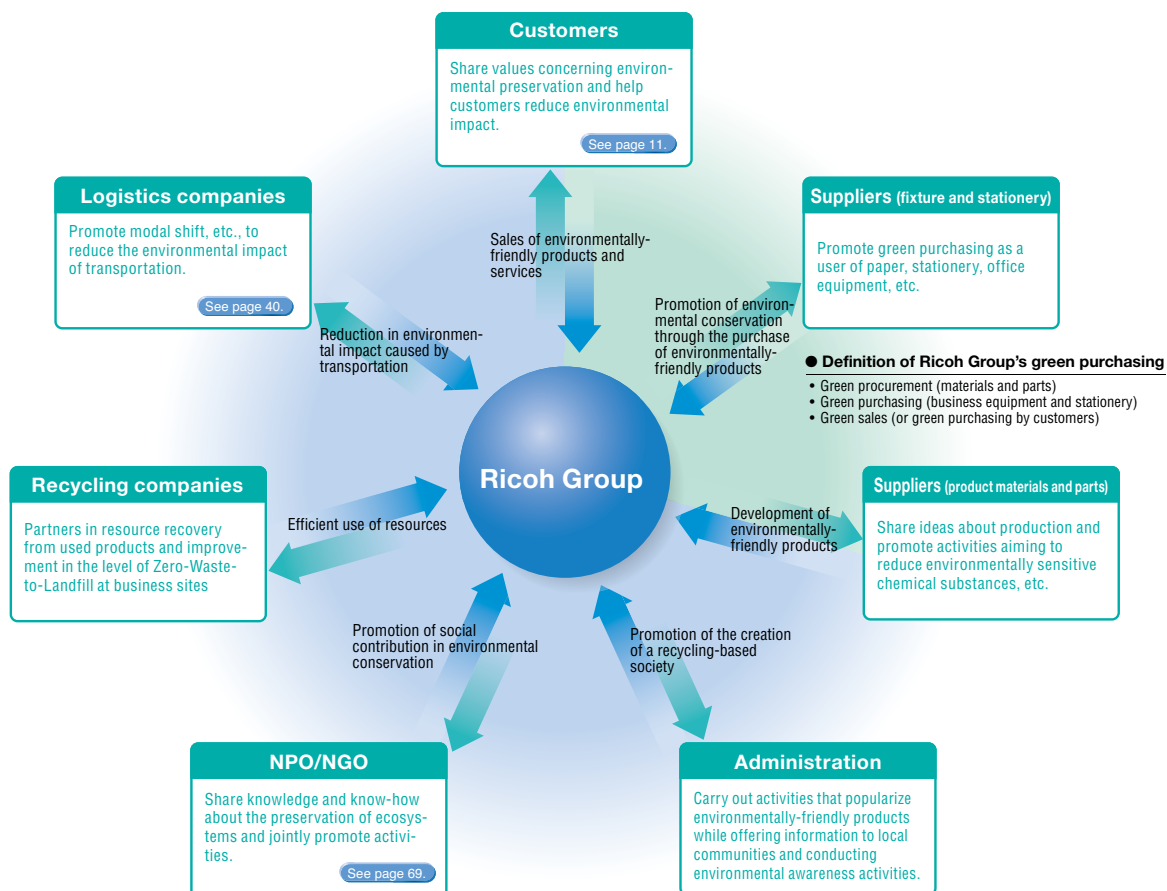 Customers
Share values concerning environ-
mental preservation and help
customers reduce environmental
impact.
See page 11.
Logistics companies
Promote modal shift, etc., to
reduce the environmental impact
of transportation.
See page 40.
Suppliers (fixture and stationery)
Promote green purchasing as a
user of paper, stationery, office
equipment, etc.
Sales of environmentally-
friendly products and
services
Reduction in environmen-
tal impact caused by
transportation
Promotion of environ-
mental conservation
through the purchase
of environmentally-
friendly products
● Definition of Ricoh Group's green purchasing
• Green procurement (materials and parts)
• Green purchasing (business equipment and stationery)
• Green sales (or green purchasing by customers)
Ricoh Group
Recycling companies
Partners in resource recovery
from used products and improve-
ment in the level of Zero-Waste-
to-Landfill at business sites
Efficient use of resources
Development of
environmentally-
friendly products
Suppliers (product materials and parts)
Share ideas about production and
promote activities aiming to
reduce environmentally sensitive
chemical substances, etc.
Promotion of social
contribution in environmental
conservation
Promotion of the creation
of a recycling-based
society
NPO/NGO
Share knowledge and know-how
about the preservation of ecosys-
tems and jointly promote activi-
ties.
See page 69.
Administration
Carry out activities that popularize
environmentally-friendly products
while offering information to local
communities and conducting
environmental awareness activities.